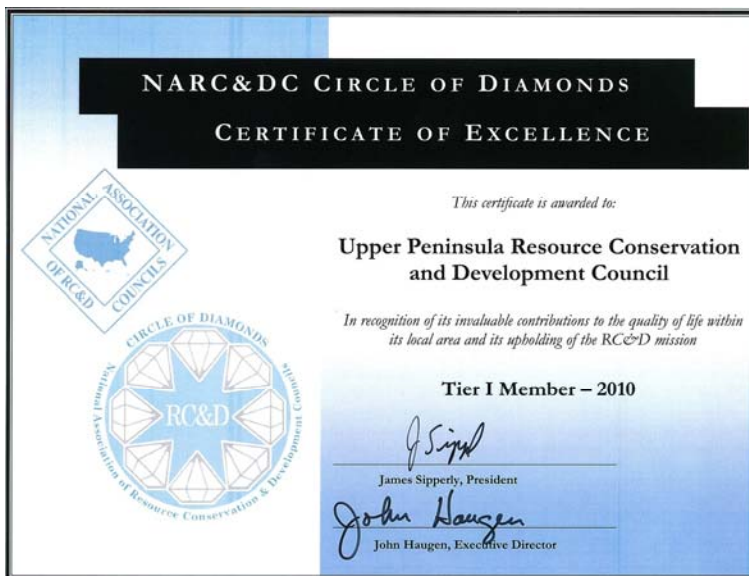 NARC&DC CIRCLE OF DIAMONDS
CERTIFICATE OF EXCELLENCE
NATIONAL ASSOCIATION
OF RC&D COUNCILS
This certificate is awarded to:
Upper Peninsula Resource Conservation
and Development Council
In recognition of its invaluable contributions to the quality of life within
its local area and its upholding of the RC&D mission
Tier I Member – 2010
CIRCLE OF DIAMONDS
RC&D
National Association of Resource Conservation & Development Councils
James Sipperly, President
John Haugen
John Haugen, Executive Director